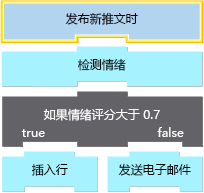 发布新推文时
检测情绪
如果情绪评分大于 0.7
true false
插入行 发送电子邮件